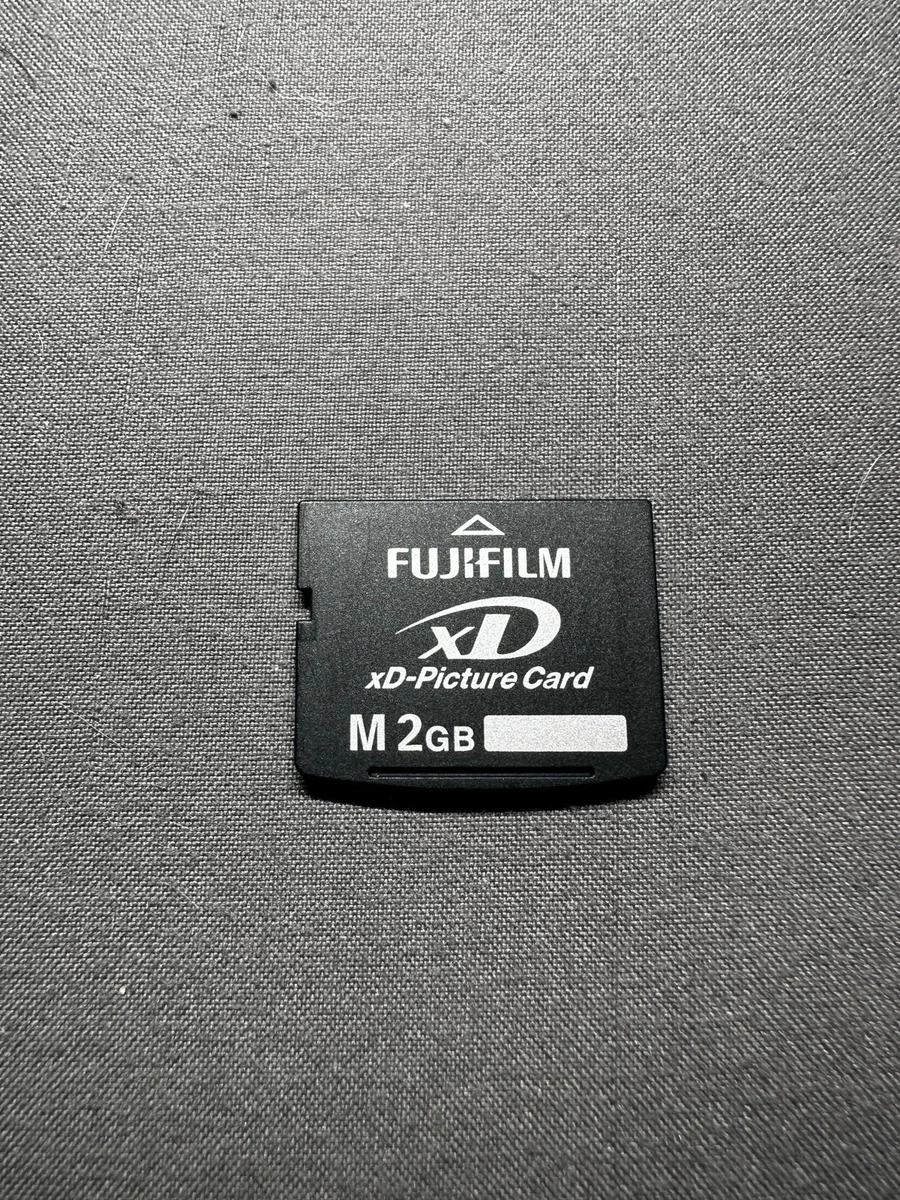 FUJIFILM
xD
xD-Picture Card
M 2GB